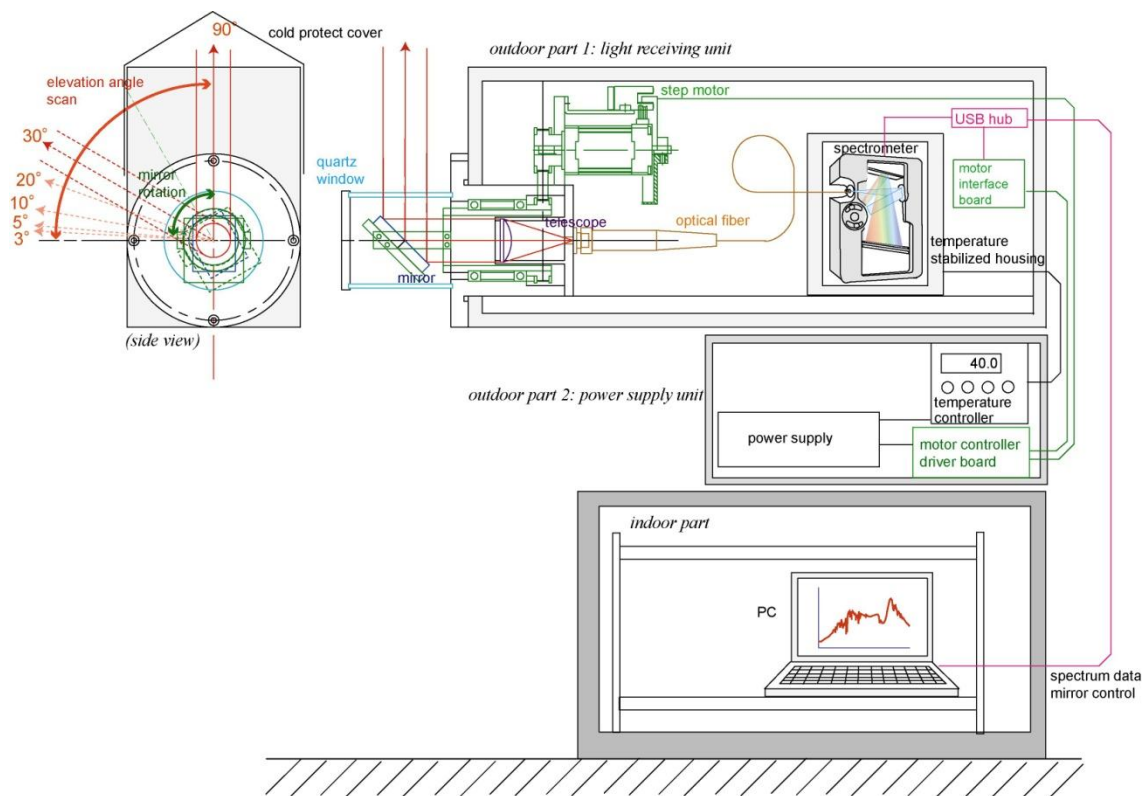 90°
cold protect cover
outdoor part 1: light receiving unit
elevation angle
scan
30°
20°
10°
5°
3°
mirror
rotation
(side view)
quartz
window
mirror
telescope
step motor
optical fiber
spectrometer
temperature
stabilized housing
USB hub
motor
interface
board
outdoor part 2: power supply unit
40.0
temperature
controller
power supply
motor controller
driver board
indoor part
PC
spectrum data
mirror control